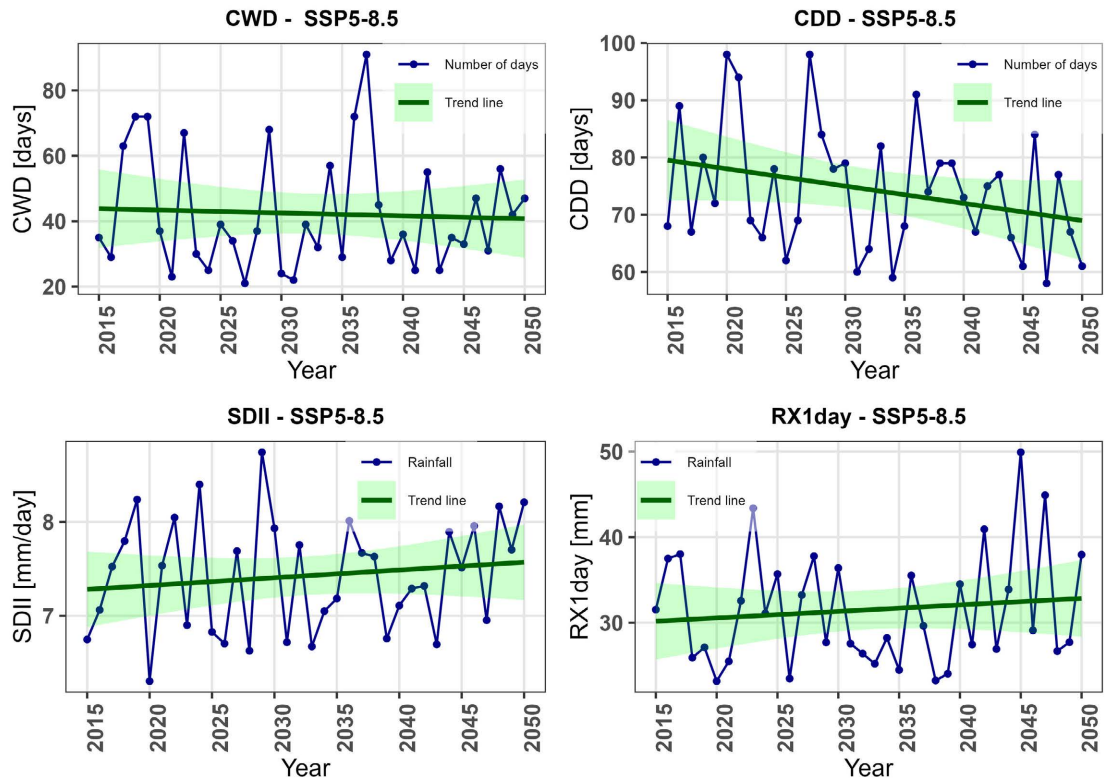 CWD -  SSP5-8.5
CWD [days]
80
60
40
20
Number of days
Trend line
2015
2020
2025
2030
2035
2040
2045
2050
Year
CDD - SSP5-8.5
CDD [days]
100
90
80
70
60
Number of days
Trend line
2015
2020
2025
2030
2035
2040
2045
2050
Year
SDII - SSP5-8.5
SDII [mm/day]
8
7
Rainfall
Trend line
2015
2020
2025
2030
2035
2040
2045
2050
Year
RX1day - SSP5-8.5
RX1day [mm]
50
40
30
Rainfall
Trend line
2015
2020
2025
2030
2035
2040
2045
2050
Year